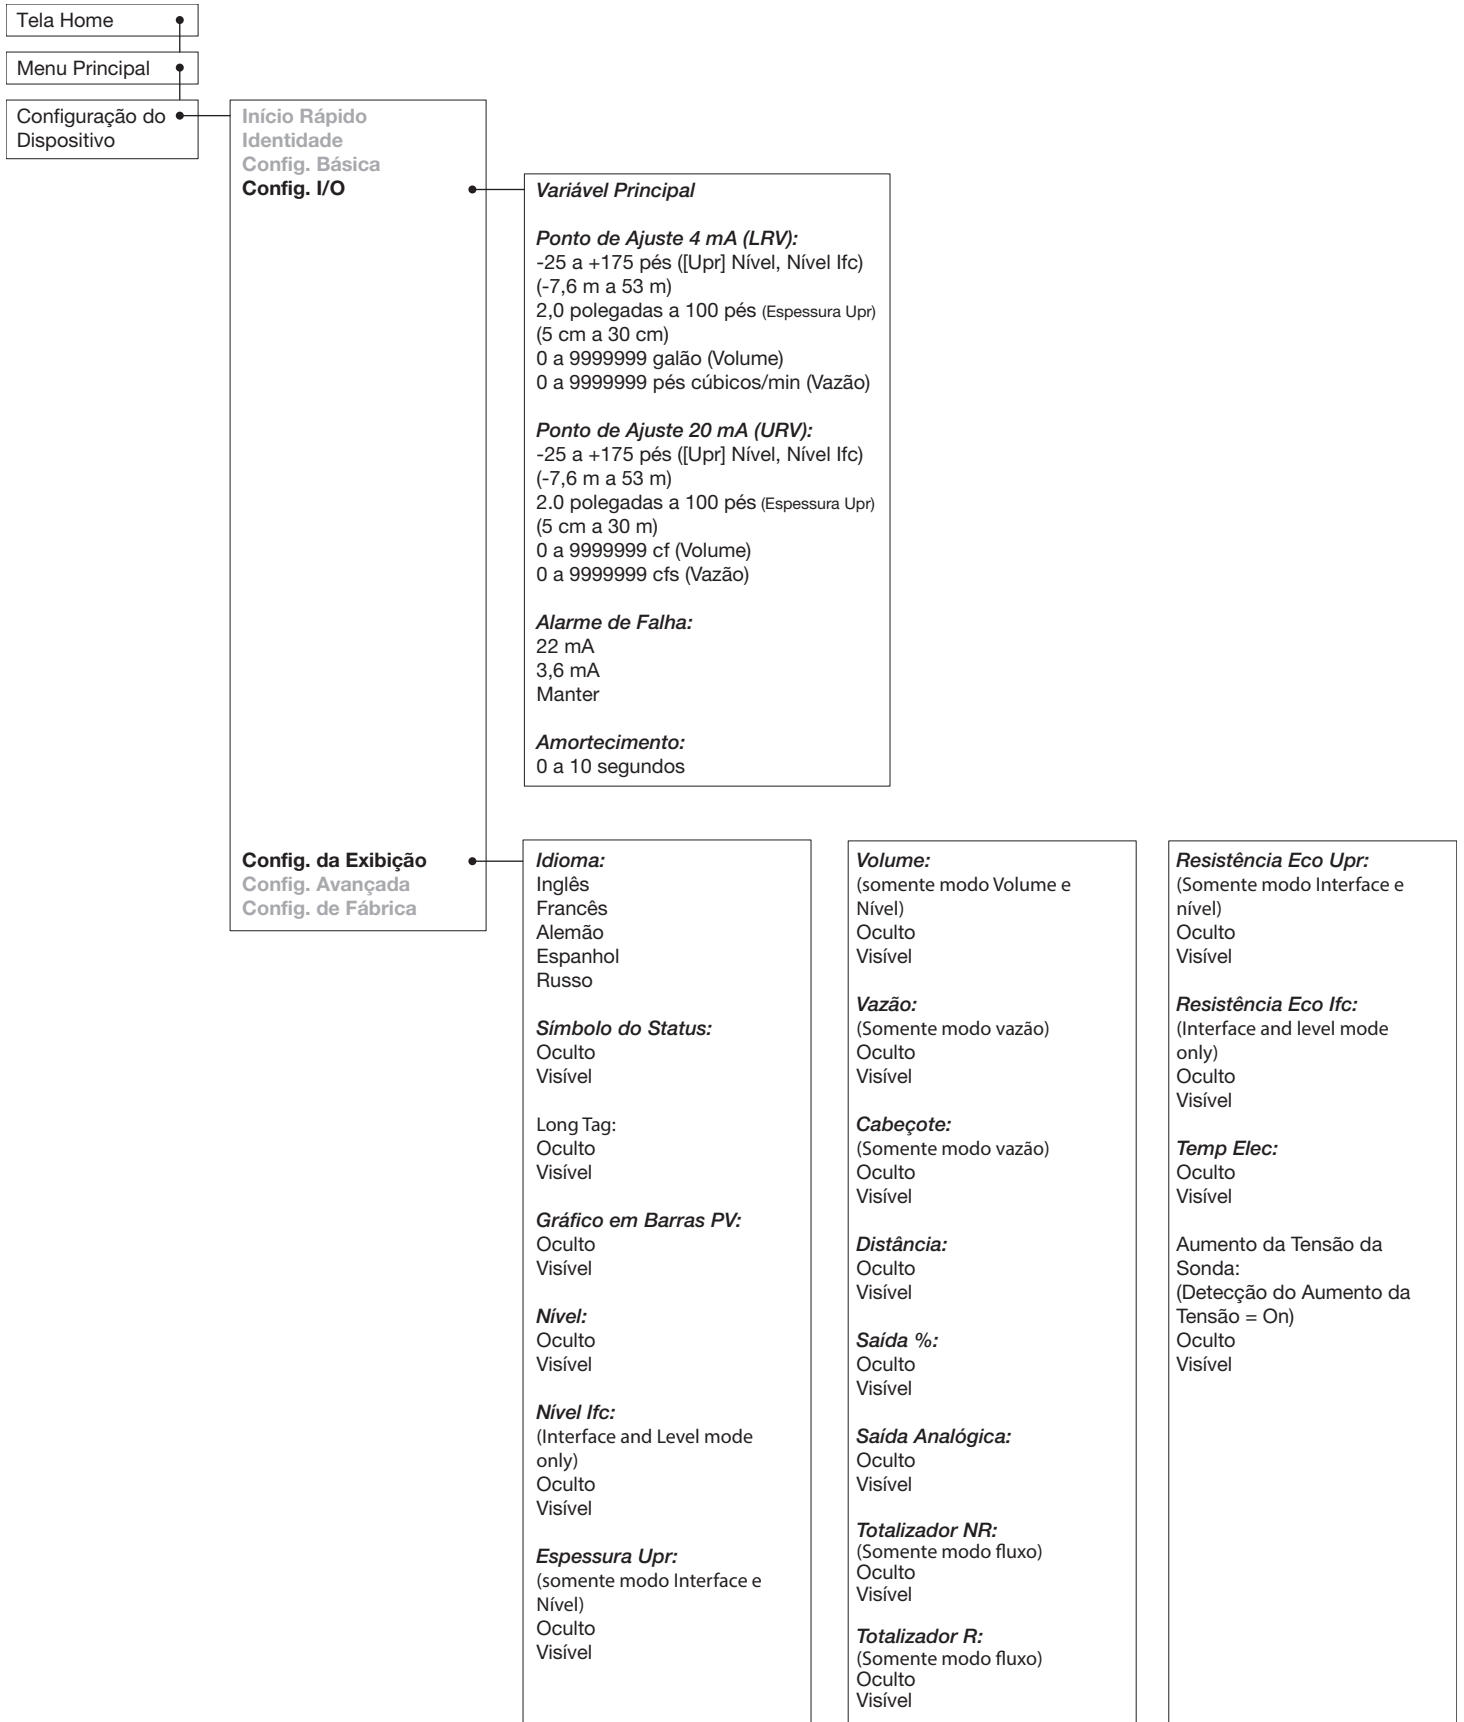 Tela Home
Menu Principal
Configuração do
Dispositivo
Início Rápido
Identidade
Config. Básica
Config. I/O
Variável Principal
Ponto de Ajuste 4 mA (LRV):
-25 a +175 pés ([Upr] Nível, Nível Ifc)
(-7,6 m a 53 m)
2,0 polegadas a 100 pés (Espessura Upr)
(5 cm a 30 cm)
0 a 9999999 galão (Volume)
0 a 9999999 pés cúbicos/min (Vazão)
Ponto de Ajuste 20 mA (URV):
-25 a +175 pés ([Upr] Nível, Nível Ifc)
(-7,6 m a 53 m)
2.0 polegadas a 100 pés (Espessura Upr)
(5 cm a 30 m)
0 a 9999999 cf (Volume)
0 a 9999999 cfs (Vazão)
Alarme de Falha:
22 mA
3,6 mA
Manter
Amortecimento:
0 a 10 segundos
Config. da Exibição
Config. Avançada
Config. de Fábrica
Idioma:
Inglês
Francês
Alemão
Espanhol
Russo
Símbolo do Status:
Oculto
Visível
Long Tag:
Oculto
Visível
Gráfico em Barras PV:
Oculto
Visível
Nível:
Oculto
Visível
Nível Ifc:
(Interface and Level mode
only)
Oculto
Visível
Espessura Upr:
(somente modo Interface e
Nível)
Oculto
Visível
Volume:
(somente modo Volume e
Nível)
Oculto
Visível
Vazão:
(Somente modo vazão)
Oculto
Visível
Cabeçote:
(Somente modo vazão)
Oculto
Visível
Distância:
Oculto
Visível
Saída %:
Oculto
Visível
Saída Analógica:
Oculto
Visível
Totalizador NR:
(Somente modo fluxo)
Oculto
Visível
Totalizador R:
(Somente modo fluxo)
Oculto
Visível
Resistência Eco Upr:
(Somente modo Interface e
nível)
Oculto
Visível
Resistência Eco Ifc:
(Interface and level mode
only)
Oculto
Visível
Temp Elec:
Oculto
Visível
Aumento da Tensão da
Sonda:
(Detecção do Aumento da
Tensão = On)
Oculto
Visível